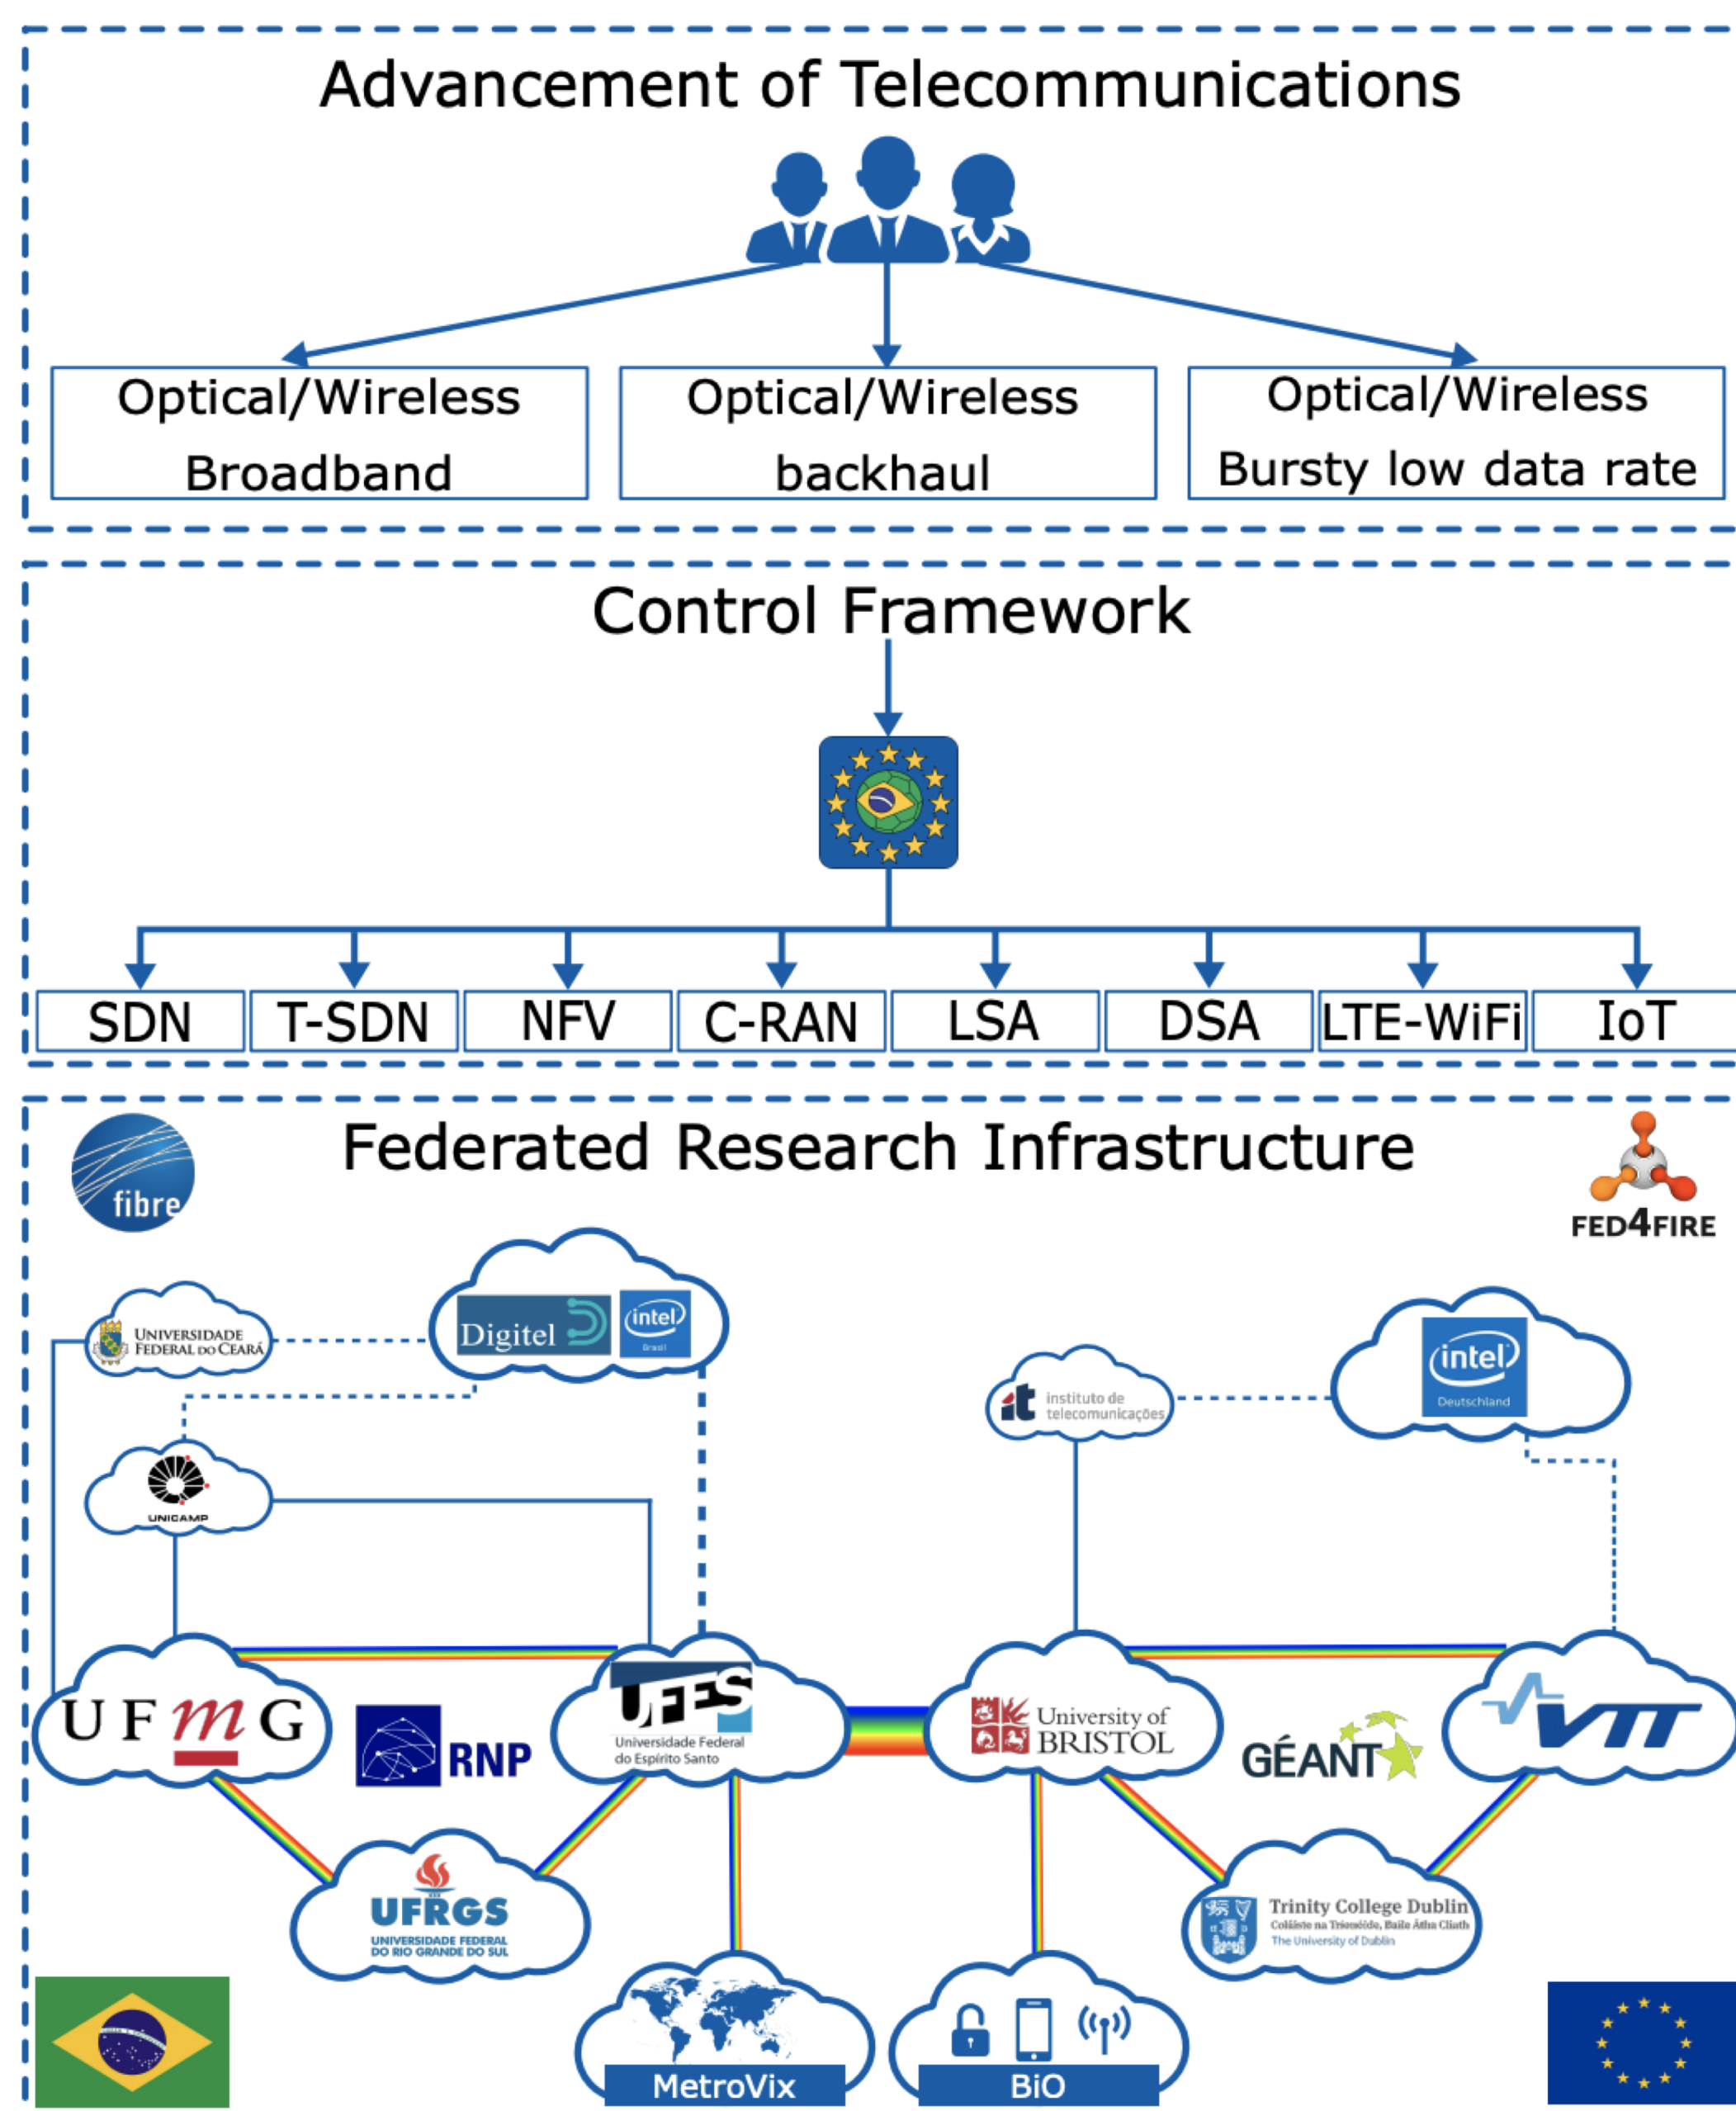 Advancement of Telecommunications
Optical/Wireless
Broadband
Optical/Wireless
backhaul
Optical/Wireless
Bursty low data rate
Control Framework
SDN
T-SDN
NFV
C-RAN
LSA
DSA
LTE-WiFi
IoT
fibre
Federated Research Infrastructure
FED4FIRE
UNIVERSIDADE
FEDERAL DO CEARÁ
Digitel
intel
Brasil
instituto de
telecomunicações
intel
Deutschland
UNICAMP
UFmG
RNP
UFES
Universidade Federal
do Espírito Santo
University of
BRISTOL
GÉANT
VTT
UFRGS
UNIVERSIDADE FEDERAL
DO RIO GRANDE DO SUL
Trinity College Dublin
Coláiste na Tríonóide, Baile Átha Cliath
The University of Dublin
MetroVix
BiO